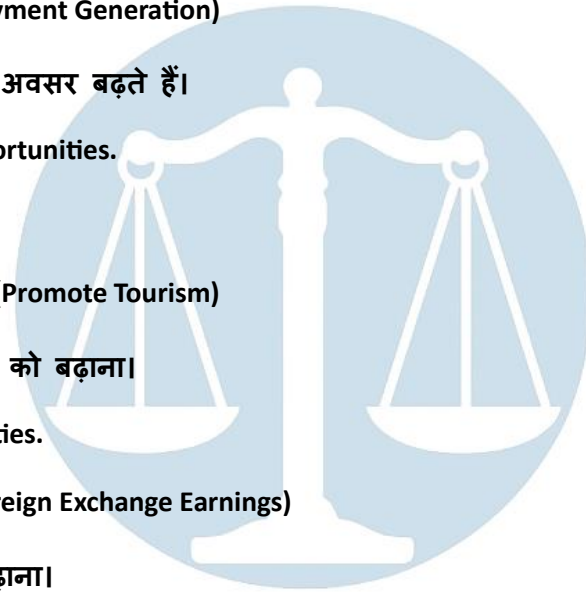 yment Generation)
अवसर बढ़ते हैं।
ortunities.
(Promote Tourism)
को बढ़ाना।
ties.
reign Exchange Earnings)
ढ़ाना।